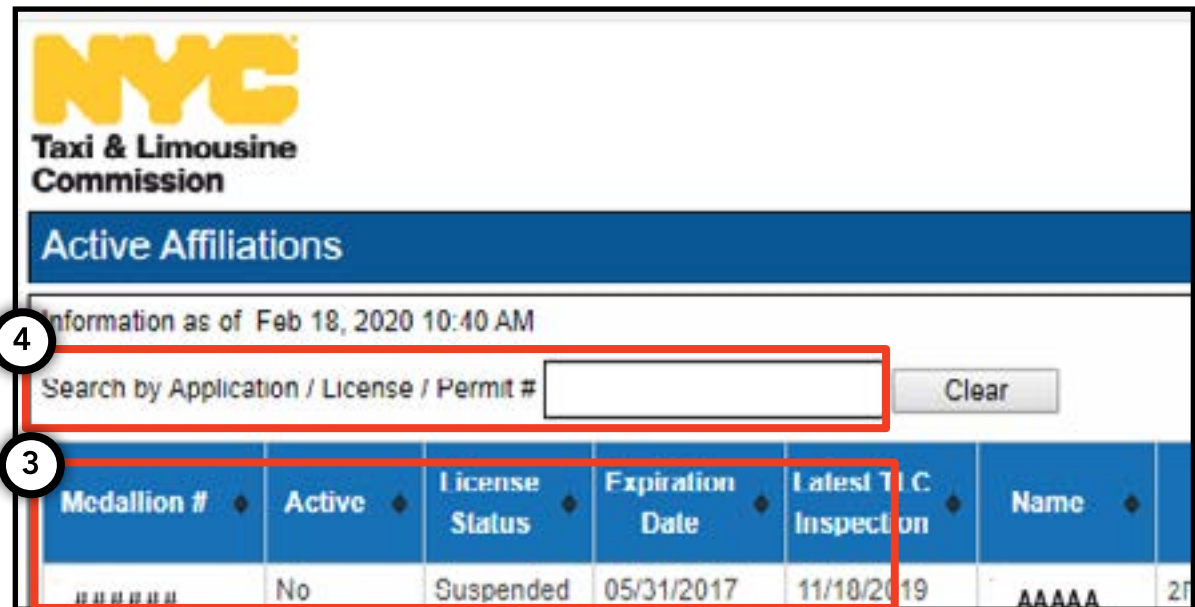 NYC
Taxi & Limousine
Commission
Active Affiliations
Information as of Feb 18, 2020 10:40 AM
4
Search by Application / License / Permit # Clear
3
Medallion # Active License Status Expiration Date Latest TLC Inspection Name
###### No Suspended 05/31/2017 11/18/2019 AAAAA